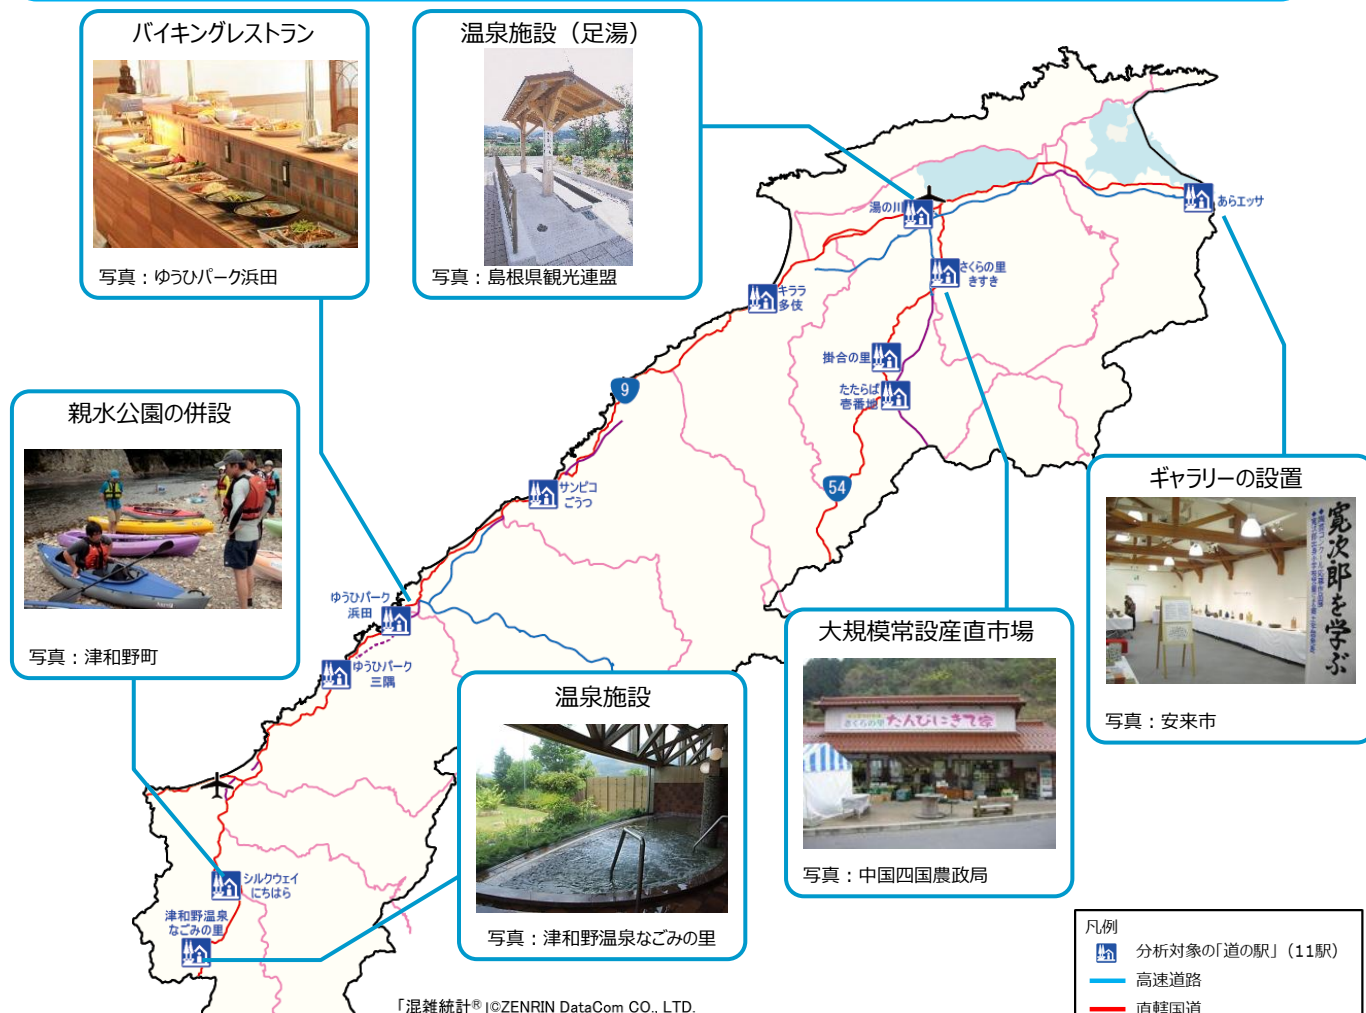 バイキングレストラン
写真：ゆうひパーク浜田
温泉施設（足湯）
写真：島根県観光連盟
湯の川
あらエッサ
さくらの里
きすき
キララ
多伎
掛合の里
たたらば
壱番地
9
54
親水公園の併設
写真：津和野町
サンピコ
ごうつ
ギャラリーの設置
寛次郎を学ぶ
写真：安来市
ゆうひパーク
浜田
ゆうひパーク
三隅
温泉施設
写真：津和野温泉なごみの里
大規模常設産直市場
さくらの里 たんびにきて家
写真：中国四国農政局
シルクウェイ
にちはら
津和野温泉
なごみの里
凡例
分析対象の「道の駅」（11駅）
高速道路
直轄国道
「混雑統計®」©ZENRIN DataCom CO., LTD.